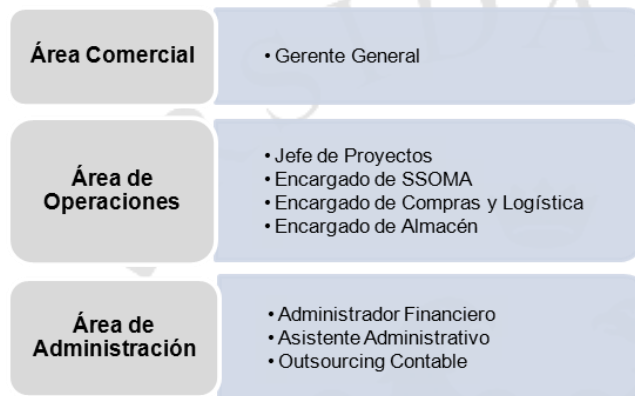 Área Comercial
• Gerente General
Área de
Operaciones
• Jefe de Proyectos
• Encargado de SSOMA
• Encargado de Compras y Logística
• Encargado de Almacén
Área de
Administración
• Administrador Financiero
• Asistente Administrativo
• Outsourcing Contable